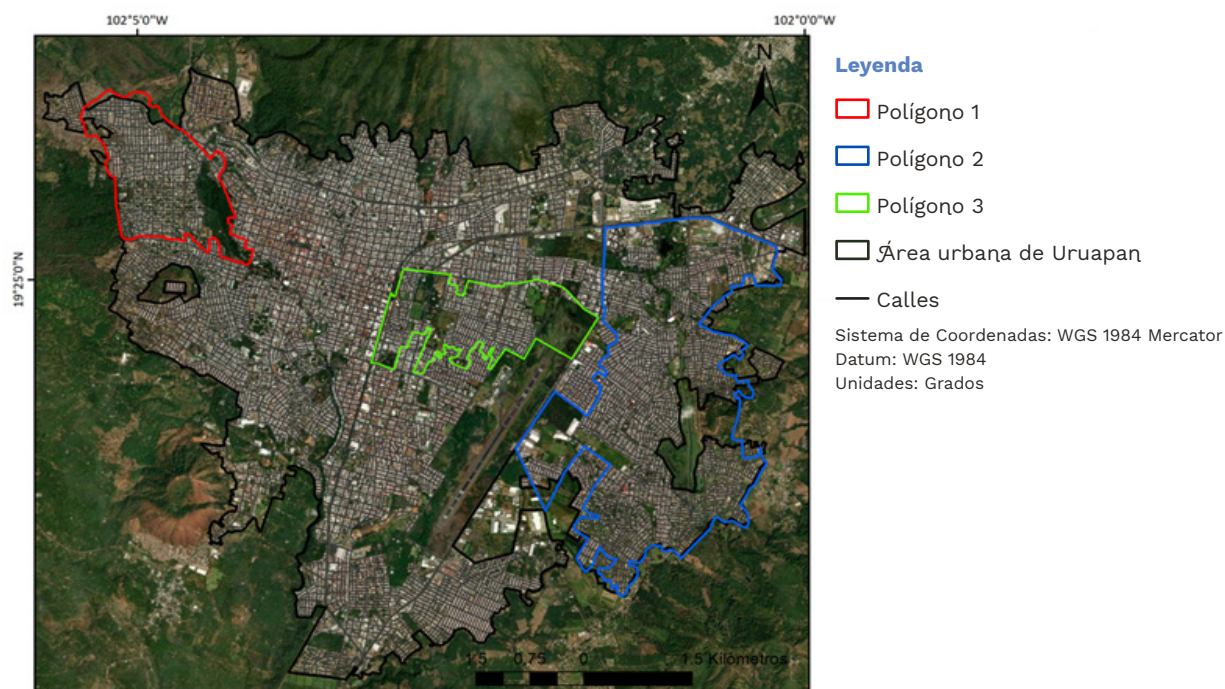 102°5'0"W
102°0'0"W
N
19°25'0"N
Leyenda
Polígono 1
Polígono 2
Polígono 3
Área urbana de Uruapan
Calles
Sistema de Coordenadas: WGS 1984 Mercator
Datum: WGS 1984
Unidades: Grados
1.5 0.75 0 1.5 Kilómetros